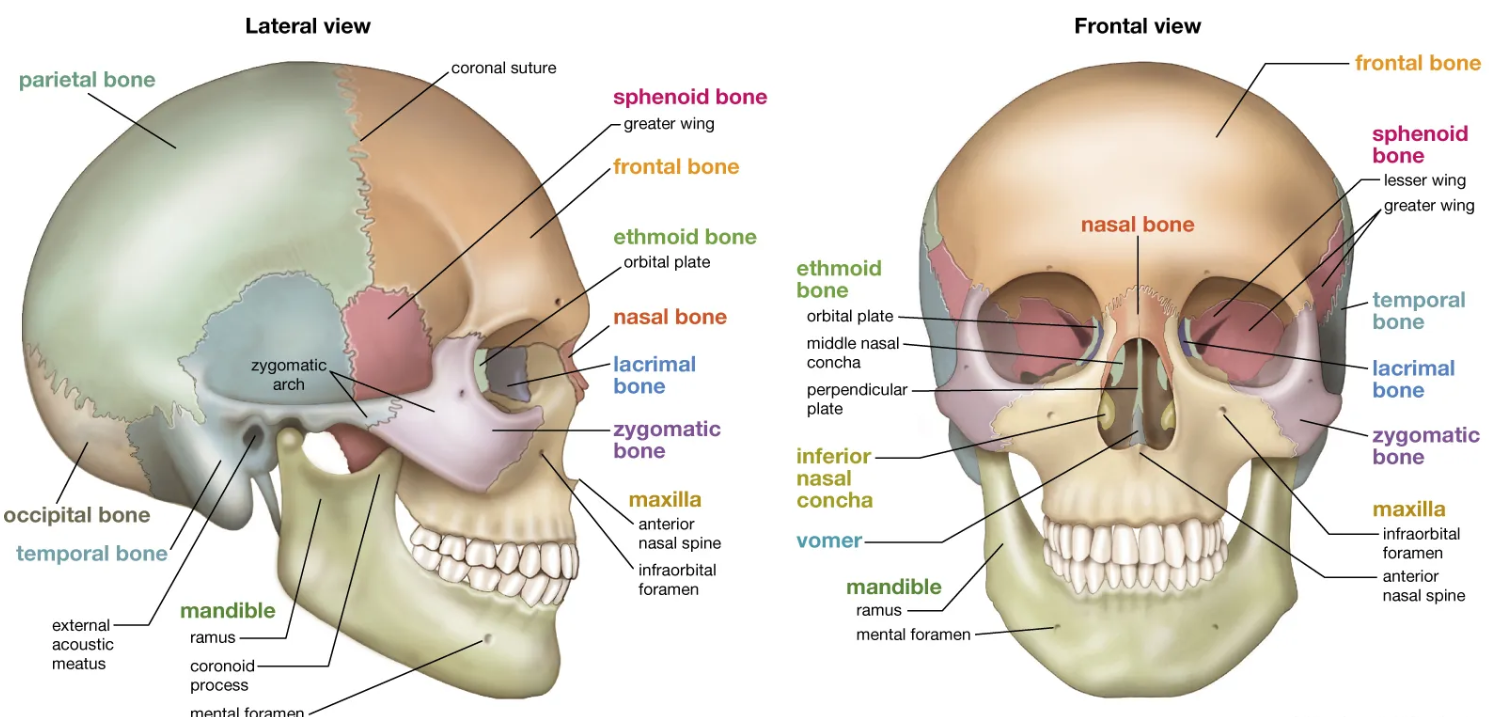 Lateral view
parietal bone
coronal suture
sphenoid bone
greater wing
frontal bone
ethmoid bone
orbital plate
nasal bone
lacrimal
bone
zygomatic
arch
zygomatic
bone
maxilla
anterior
nasal spine
infraorbital
foramen
occipital bone
temporal bone
external
acoustic
meatus
mandible
ramus
coronoid
process
mental foramen
Frontal view
frontal bone
sphenoid
bone
lesser wing
greater wing
nasal bone
ethmoid
bone
orbital plate
middle nasal
concha
perpendicular
plate
temporal
bone
lacrimal
bone
zygomatic
bone
inferior
nasal
concha
vomer
maxilla
infraorbital
foramen
anterior
nasal spine
mandible
ramus
mental foramen